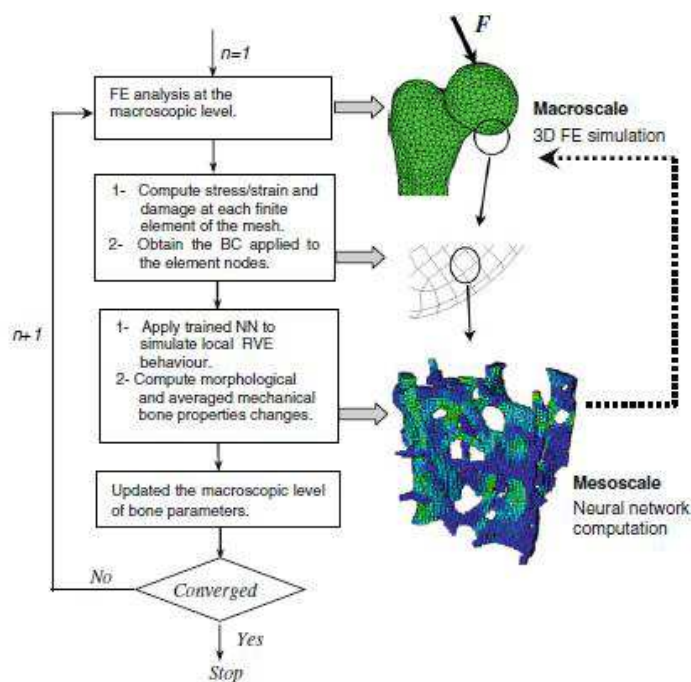 n=1
F
FE analysis at the
macroscopic level.
Macroscale
3D FE simulation
1- Compute stress/strain and
damage at each finite
element of the mesh.
2- Obtain the BC applied to
the element nodes.
n+1
1- Apply trained NN to
simulate local RVE
behaviour.
2- Compute morphological
and averaged mechanical
bone properties changes.
Mesoscale
Neural network
computation
Updated the macroscopic level
of bone parameters.
No
Converged
Yes
Stop